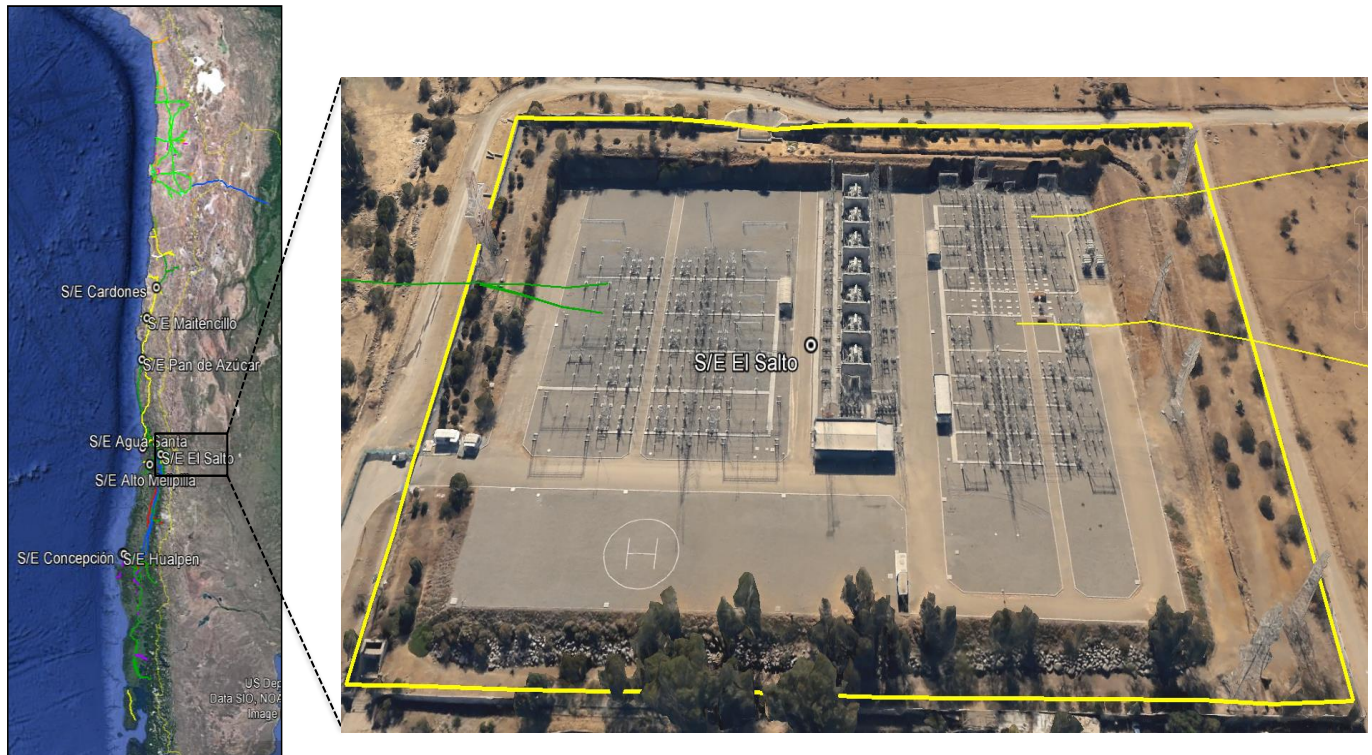 S/E Cardones
S/E Maitencillo
S/E Pan de Azúcar
S/E Agua Santa
S/E El Salto
S/E Alto Melipilla
S/E Concepción
S/E Hualpén
US Dep
Data SIO, NOA
Image
S/E El Salto
H